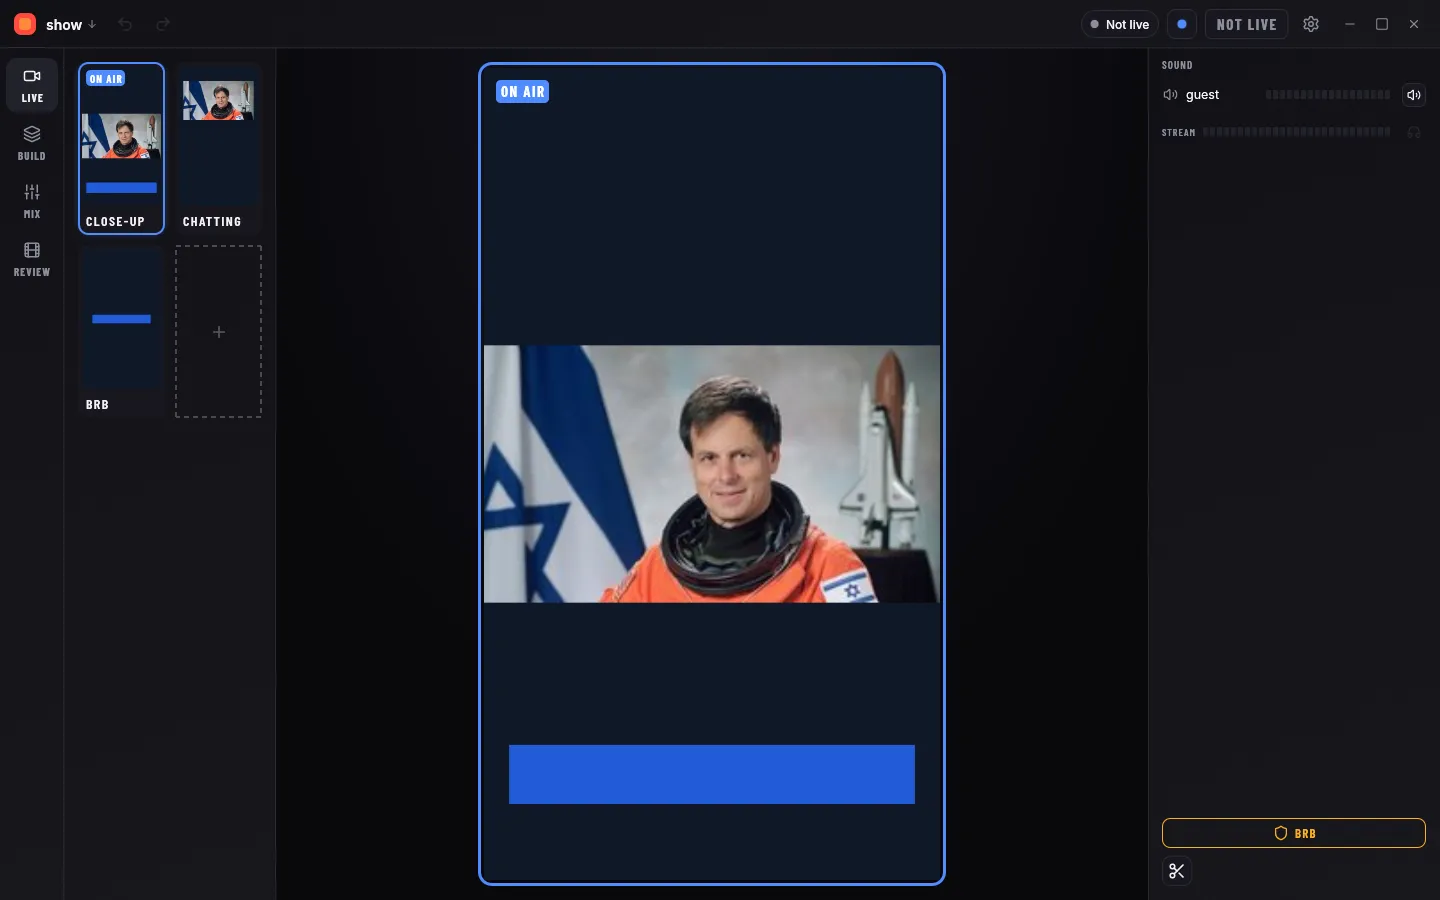 show
Not live
NOT LIVE
LIVE
BUILD
MIX
REVIEW
ON AIR
CLOSE-UP
CHATTING
BRB
ON AIR
SOUND
guest
STREAM
BRB